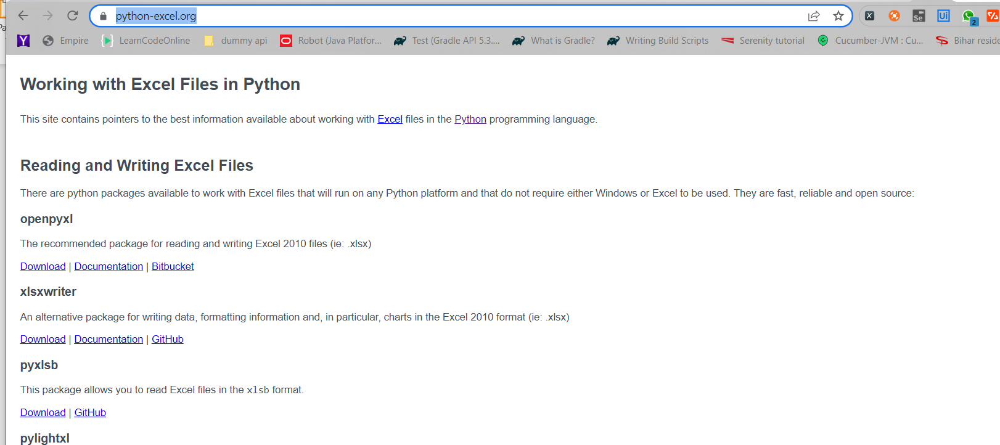 python-excel.org
Se
Ui
2
Y
Empire
LearnCodeOnline
dummy api
Robot (Java Platfor...
Test (Gradle API 5.3....
What is Gradle?
Writing Build Scripts
Serenity tutorial
Cucumber-JVM : Cu...
Bihar reside
Working with Excel Files in Python
This site contains pointers to the best information available about working with Excel files in the Python programming language.
Reading and Writing Excel Files
There are python packages available to work with Excel files that will run on any Python platform and that do not require either Windows or Excel to be used. They are fast, reliable and open source:
openpyxl
The recommended package for reading and writing Excel 2010 files (ie: .xlsx)
Download | Documentation | Bitbucket
xlsxwriter
An alternative package for writing data, formatting information and, in particular, charts in the Excel 2010 format (ie: .xlsx)
Download | Documentation | GitHub
pyxlsb
This package allows you to read Excel files in the xlsb format.
Download | GitHub
pylightxl